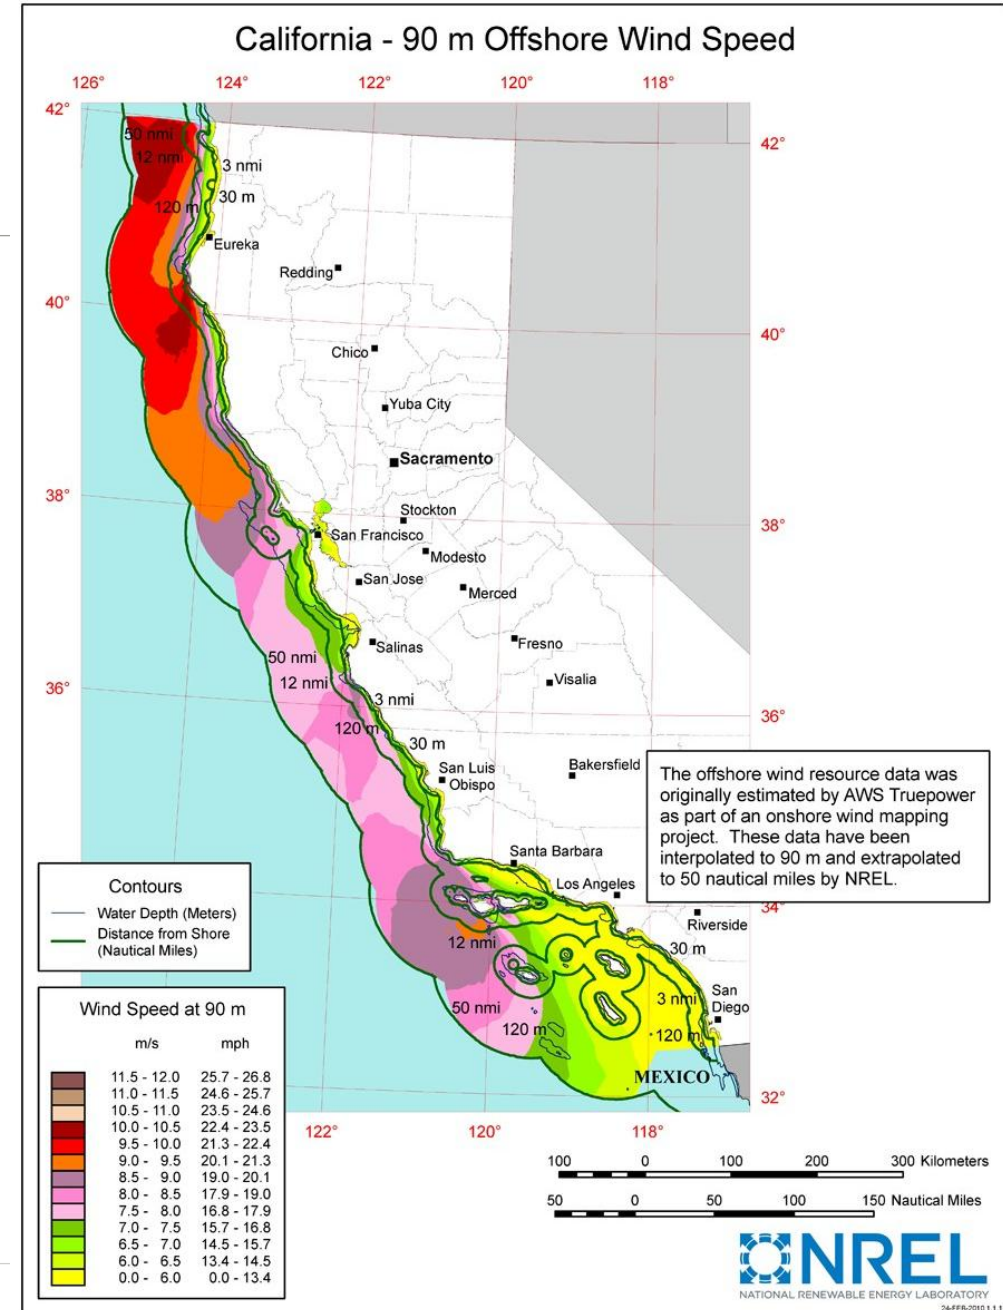 California - 90 m Offshore Wind Speed
126°
124°
122°
120°
118°
42°
42°
50 nmi
12 nmi
3 nmi
30 m
120 m
Eureka
Redding
40°
40°
Chico
Yuba City
Sacramento
38°
38°
Stockton
San Francisco
Modesto
San Jose
Merced
Salinas
Fresno
50 nmi
12 nmi
Visalia
36°
3 nmi
36°
120 m
30 m
San Luis
Obispo
Bakersfield
The offshore wind resource data was
originally estimated by AWS Truepower
as part of an onshore wind mapping
project. These data have been
interpolated to 90 m and extrapolated
to 50 nautical miles by NREL.
Santa Barbara
Los Angeles
34°
Riverside
12 nmi
30 m
50 nmi
3 nmi
San
Diego
120 m
120 m
MEXICO
32°
122°
120°
118°
Contours
Water Depth (Meters)
Distance from Shore
(Nautical Miles)
Wind Speed at 90 m
m/s mph
11.5 - 12.0 25.7 - 26.8
11.0 - 11.5 24.6 - 25.7
10.5 - 11.0 23.5 - 24.6
10.0 - 10.5 22.4 - 23.5
9.5 - 10.0 21.3 - 22.4
9.0 - 9.5 20.1 - 21.3
8.5 - 9.0 19.0 - 20.1
8.0 - 8.5 17.9 - 19.0
7.5 - 8.0 16.8 - 17.9
7.0 - 7.5 15.7 - 16.8
6.5 - 7.0 14.5 - 15.7
6.0 - 6.5 13.4 - 14.5
0.0 - 6.0 0.0 - 13.4
100 0 100 200 300 Kilometers
50 0 50 100 150 Nautical Miles
NREL
NATIONAL RENEWABLE ENERGY LABORATORY
24-FEB-2010 1.1.1